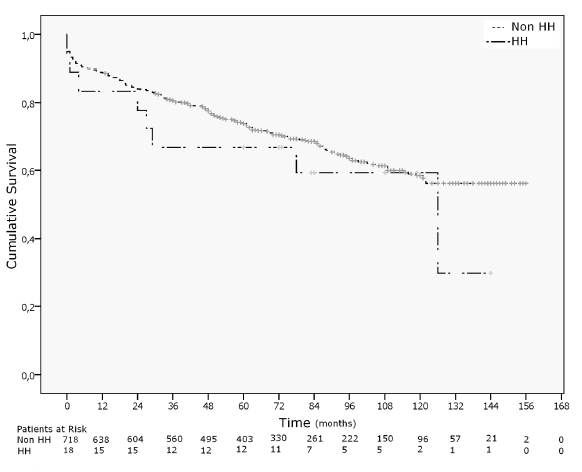 Non HH
HH
1,0
0,8
0,6
0,4
0,2
0,0
Cumulative Survival
0 12 24 36 48 60 72 84 96 108 120 132 144 156 168
Time (months)
Patients at Risk
Non HH 718 638 604 560 495 403 330 261 222 150 96 57 21 2 0
HH 18 15 15 12 12 12 11 7 5 5 2 1 1 0 0